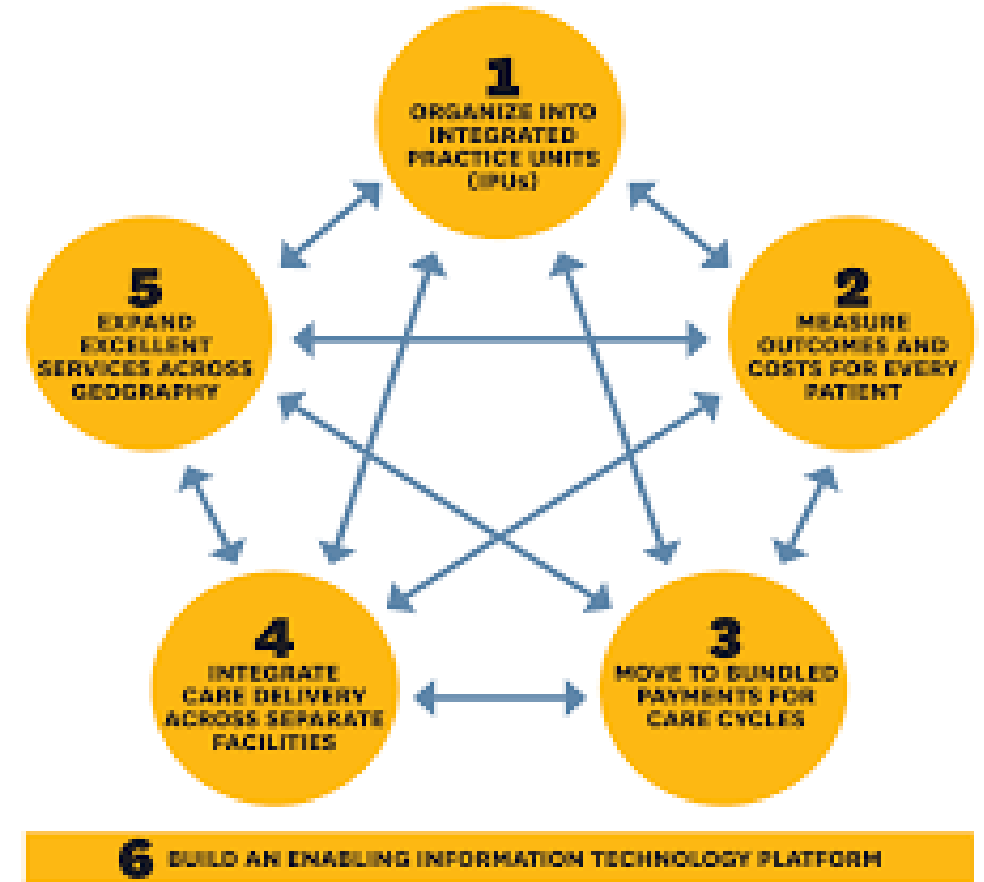 1
ORGANIZE INTO
INTEGRATED
PRACTICE UNITS
(IPUs)
2
MEASURE
OUTCOMES AND
COSTS FOR EVERY
PATIENT
3
MOVE TO BUNDLED
PAYMENTS FOR
CARE CYCLES
4
INTEGRATE
CARE DELIVERY
ACROSS SEPARATE
FACILITIES
5
EXPAND
EXCELLENT
SERVICES ACROSS
GEOGRAPHY
6 BUILD AN ENABLING INFORMATION TECHNOLOGY PLATFORM